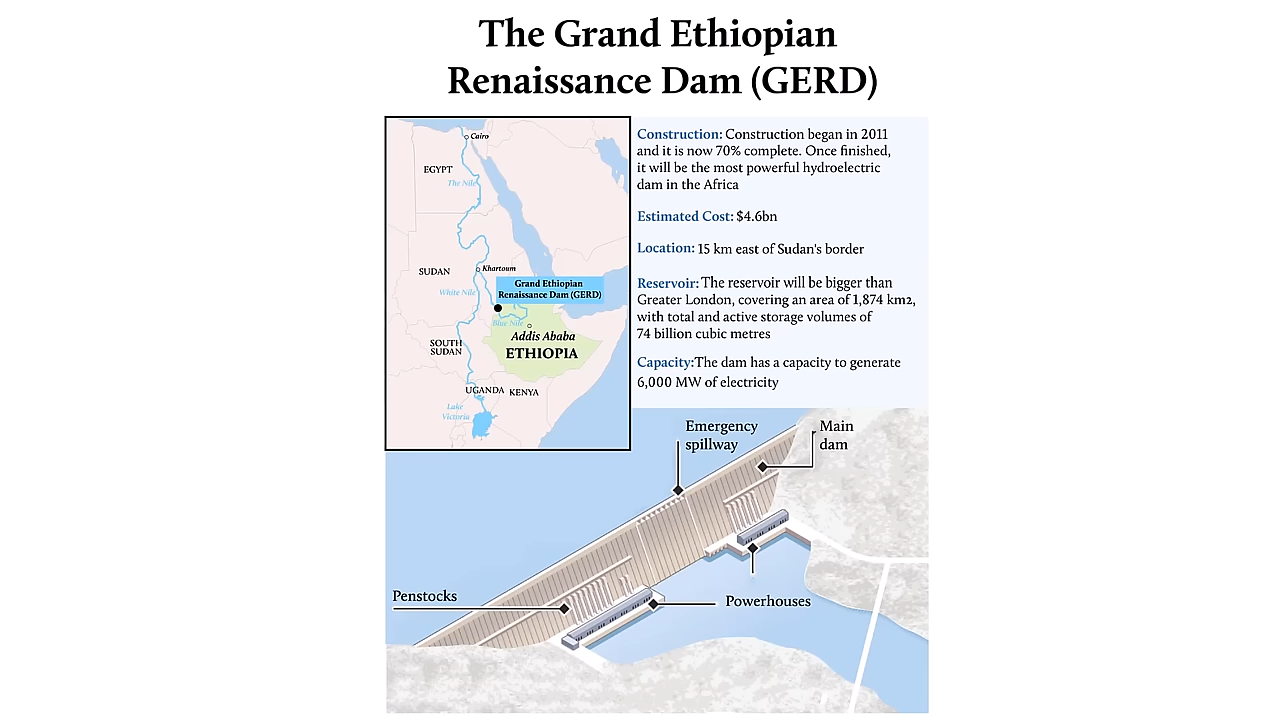 The Grand Ethiopian
Renaissance Dam (GERD)
Cairo
EGYPT
The Nile
SUDAN
Khartoum
White Nile
Grand Ethiopian
Renaissance Dam (GERD)
Blue Nile
Addis Ababa
ETHIOPIA
SOUTH
SUDAN
UGANDA
KENYA
Lake
Victoria
Construction: Construction began in 2011
and it is now 70% complete. Once finished,
it will be the most powerful hydroelectric
dam in the Africa
Estimated Cost: $4.6bn
Location: 15 km east of Sudan's border
Reservoir: The reservoir will be bigger than
Greater London, covering an area of 1,874 km2,
with total and active storage volumes of
74 billion cubic metres
Capacity:The dam has a capacity to generate
6,000 MW of electricity
Emergency
spillway
Main
dam
Penstocks
Powerhouses